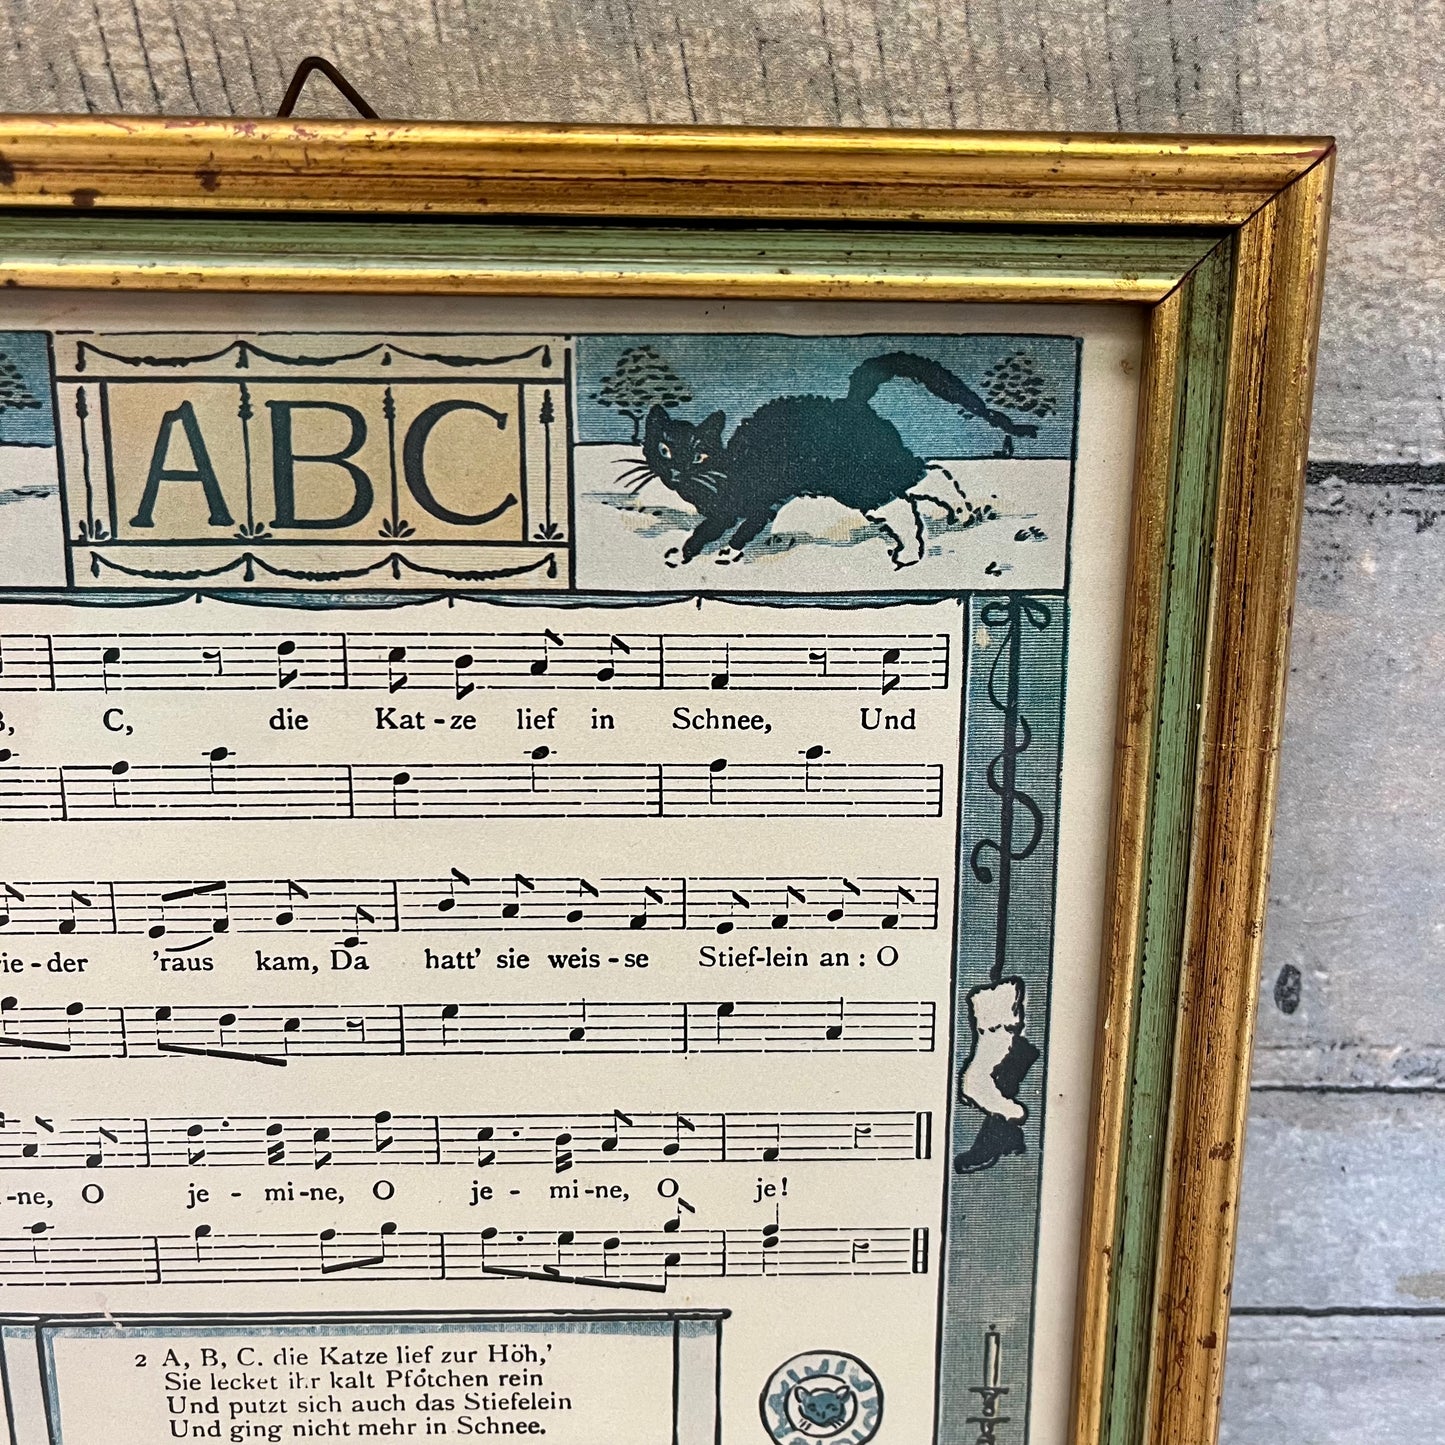 ABC
C, die Kat-ze lief in Schnee, Und
der 'raus kam, Da hatt' sie weis-se Stief-lein an: O
-ne, O je - mi-ne, O je - mi-ne, O je!
2 A, B, C. die Katze lief zur Höh,'
Sie lecket ihr kalt Pfötchen rein
Und putzt sich auch das Stiefelein
Und ging nicht mehr in Schnee.